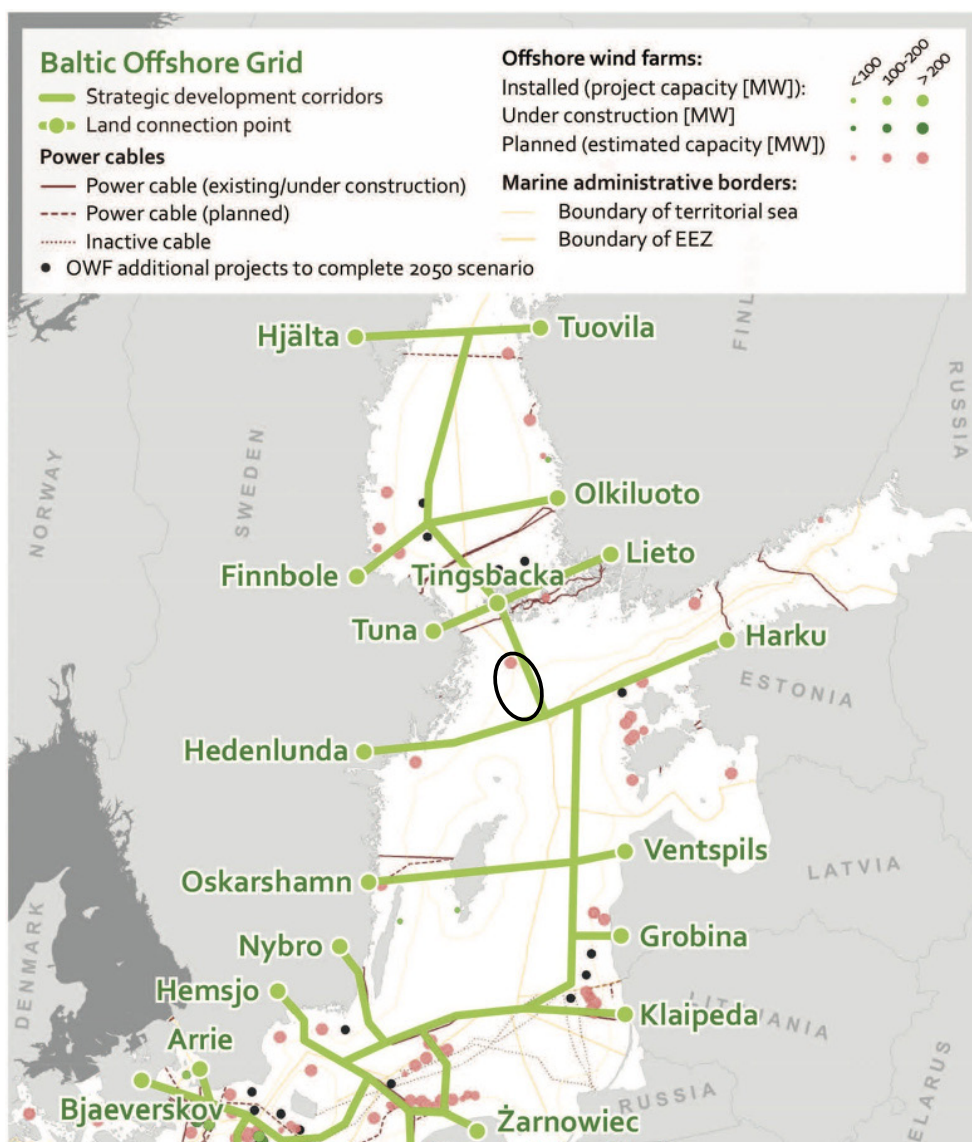 Baltic Offshore Grid
Strategic development corridors
Land connection point
Power cables
Power cable (existing/under construction)
Power cable (planned)
Inactive cable
OWF additional projects to complete 2050 scenario
Offshore wind farms:
<100 100-200 >200
Installed (project capacity [MW]):
Under construction [MW]
Planned (estimated capacity [MW])
Marine administrative borders:
Boundary of territorial sea
Boundary of EEZ
Hjälta
Tuovila
RUSSIA
NORWAY
SWEDEN
Olkiluoto
Finnbole
Tingsbacka
Lieto
Tuna
Harku
ESTONIA
Hedenlunda
Ventspils
LATVIA
Oskarshamn
DENMARK
Nybro
Grobina
Hemsjo
Klaipeda
Arrie
Bjaeverskov
RUSSIA
Żarnowiec